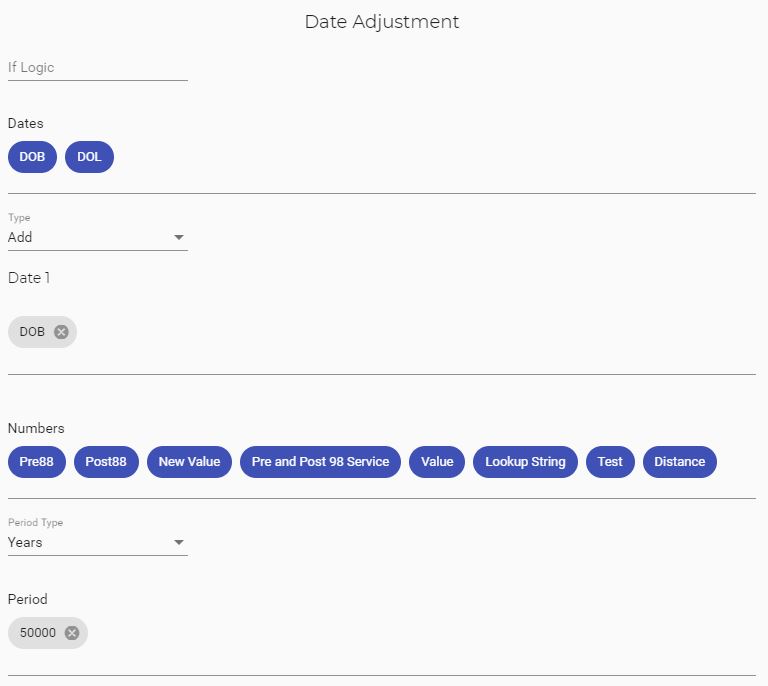 Date Adjustment
If Logic
Dates
DOB DOL
Type
Add
Date 1
DOB
Numbers
Pre88 Post88 New Value Pre and Post 98 Service Value Lookup String Test Distance
Period Type
Years
Period
50000